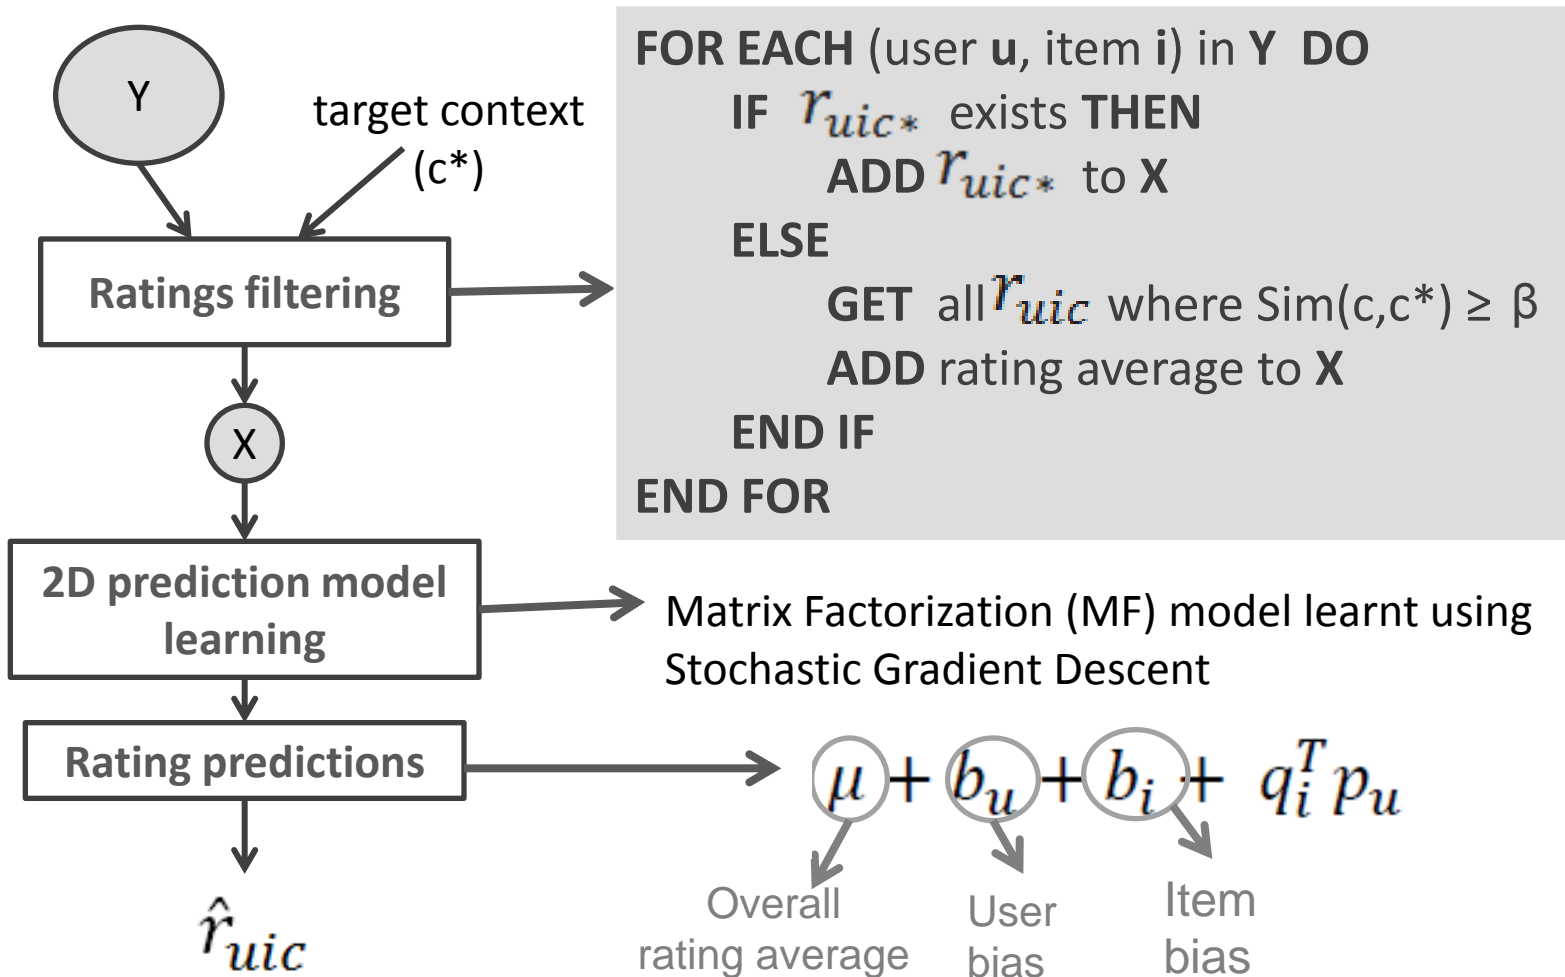 Y
target context
(c*)
Ratings filtering
X
2D prediction model
learning
Rating predictions
r̂_uic
FOR EACH (user u, item i) in Y DO
IF r_uic* exists THEN
ADD r_uic* to X
ELSE
GET all r_uic where Sim(c,c*) ≥ β
ADD rating average to X
END IF
END FOR
Matrix Factorization (MF) model learnt using
Stochastic Gradient Descent
μ + b_u + b_i + q_i^T p_u
Overall
rating average
User
bias
Item
bias